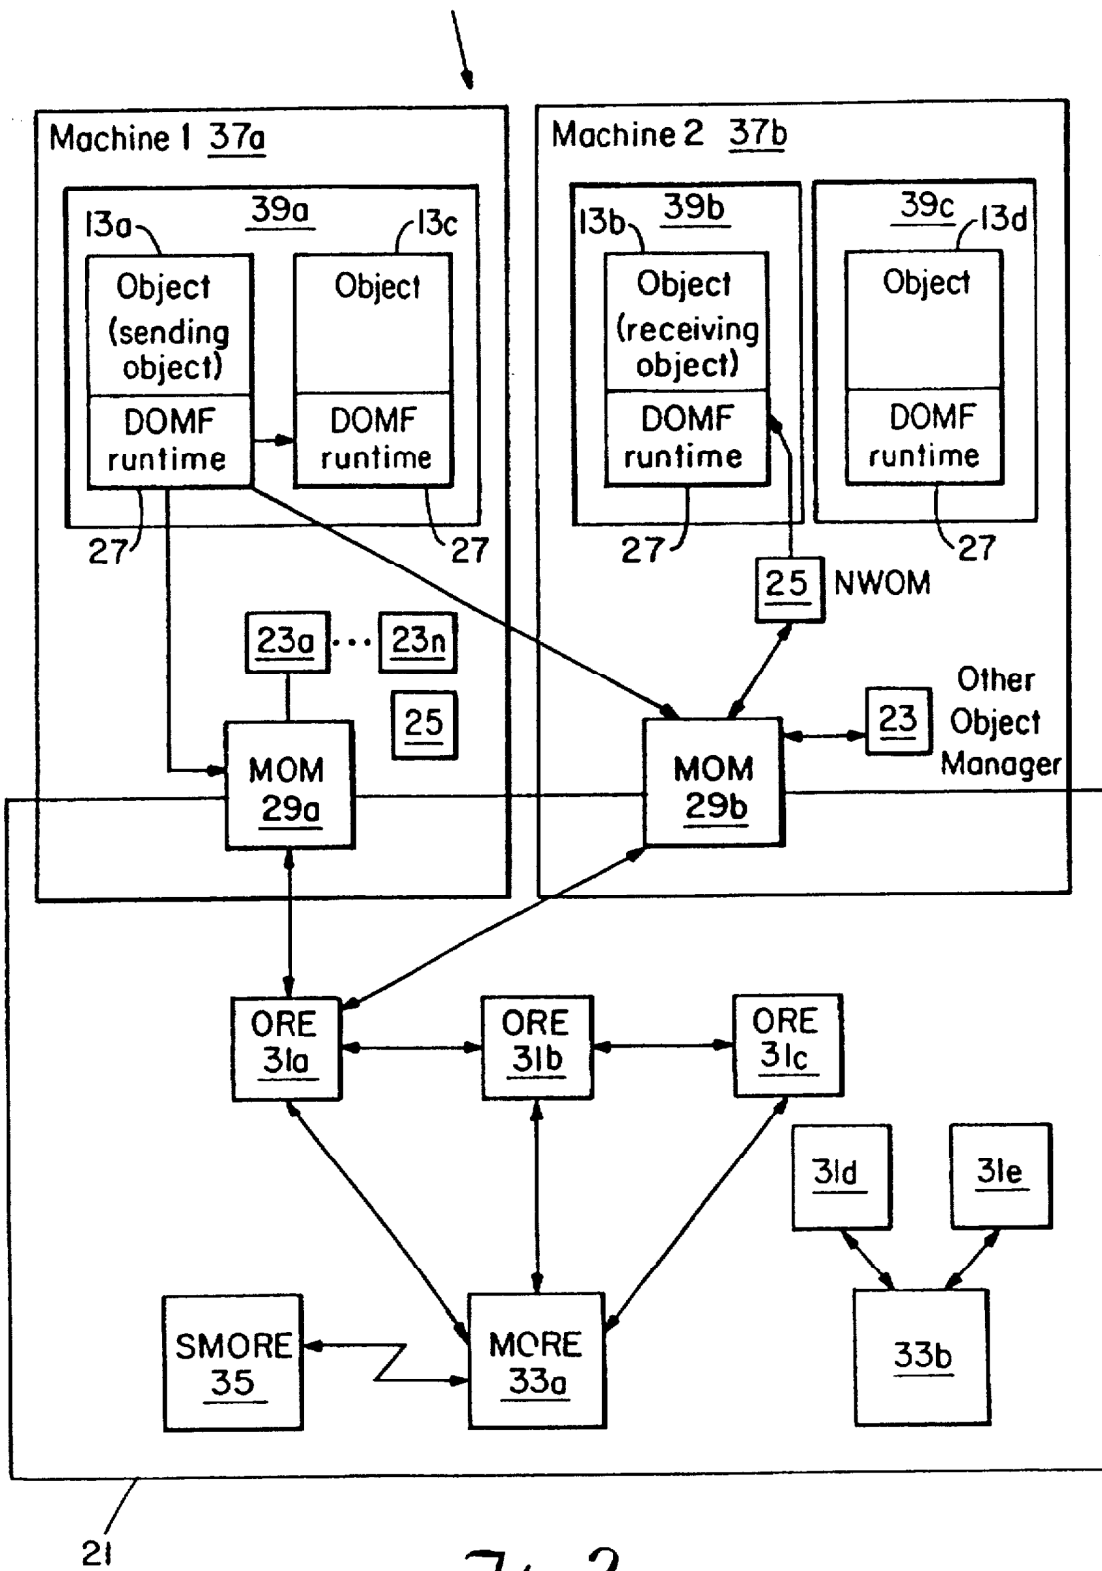 Machine 1 37a
Machine 2 37b
39a
39b
39c
13a
13c
13b
13d
Object
(sending
object)
Object
Object
(receiving
object)
Object
DOMF
runtime
DOMF
runtime
DOMF
runtime
DOMF
runtime
27
27
27
27
25 NWOM
23a ... 23n
25
23
Other
Object
Manager
MOM
29a
MOM
29b
ORE
31a
ORE
31b
ORE
31c
31d
31e
SMORE
35
MORE
33a
33b
21